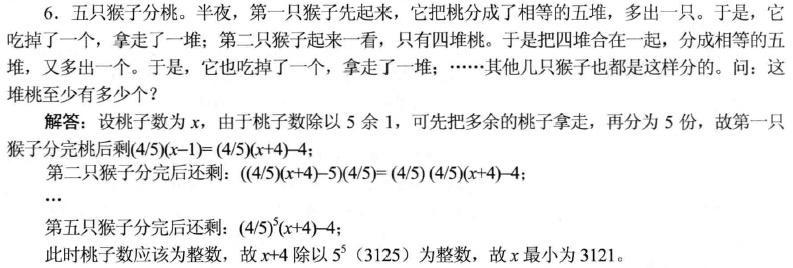 6．五只猴子分桃。半夜，第一只猴子先起来，它把桃分成了相等的五堆，多出一只。于是，它
吃掉了一个，拿走了一堆；第二只猴子起来一看，只有四堆桃。于是把四堆合在一起，分成相等的五
堆，又多出一个。于是，它也吃掉了一个，拿走了一堆；……其他几只猴子也都是这样分的。问：这
堆桃至少有多少个？
解答：设桃子数为 x，由于桃子数除以 5 余 1，可先把多余的桃子拿走，再分为 5 份，故第一只
猴子分完桃后剩(4/5)(x–1)= (4/5)(x+4)–4；
第二只猴子分完后还剩：((4/5)(x+4)–5)(4/5)= (4/5) (4/5)(x+4)–4；
…
第五只猴子分完后还剩：(4/5)⁵(x+4)–4；
此时桃子数应该为整数，故 x+4 除以 5⁵（3125）为整数，故 x 最小为 3121。